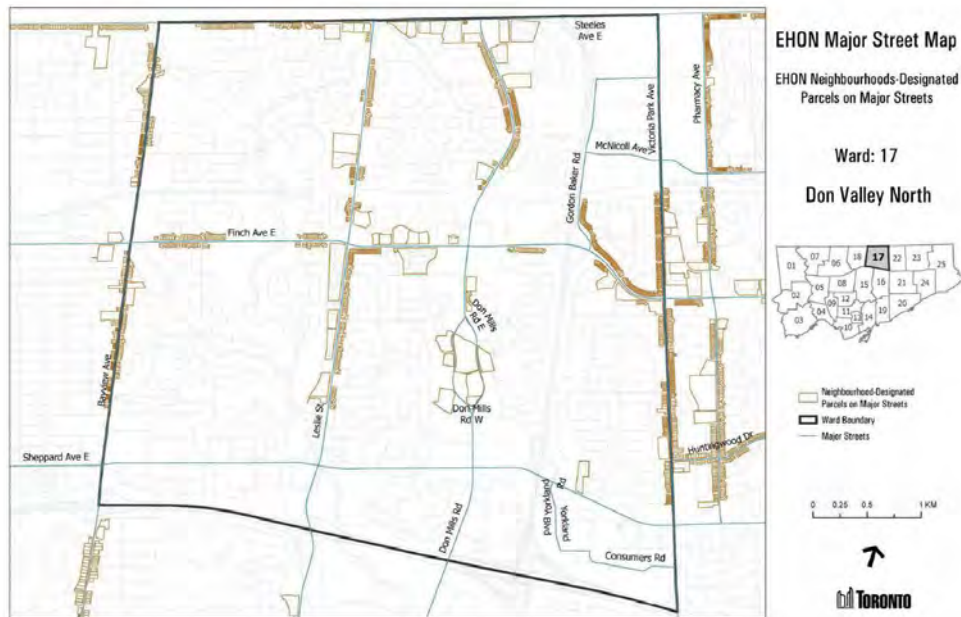 EHON Major Street Map
EHON Neighbourhoods-Designated
Parcels on Major Streets
Ward: 17
Don Valley North
Steeles
Ave E
Pharmacy Ave
Victoria Park Ave
McNicoll Ave
Gordon Baker Rd
Finch Ave E
Don Mills
Rd E
Bayview Ave
Leslie St
Don Mills
Rd W
Huntingwood Dr
Sheppard Ave E
Yorkland Blvd
Yorkland
Rd
Don Mills Rd
Consumers Rd
01
07
06
18
17
22
23
25
05
08
15
16
21
24
02
09
12
03
04
11
13
14
19
20
10
Neighbourhood-Designated
Parcels on Major Streets
Ward Boundary
Major Streets
0 0.25 0.5 1 KM
TORONTO